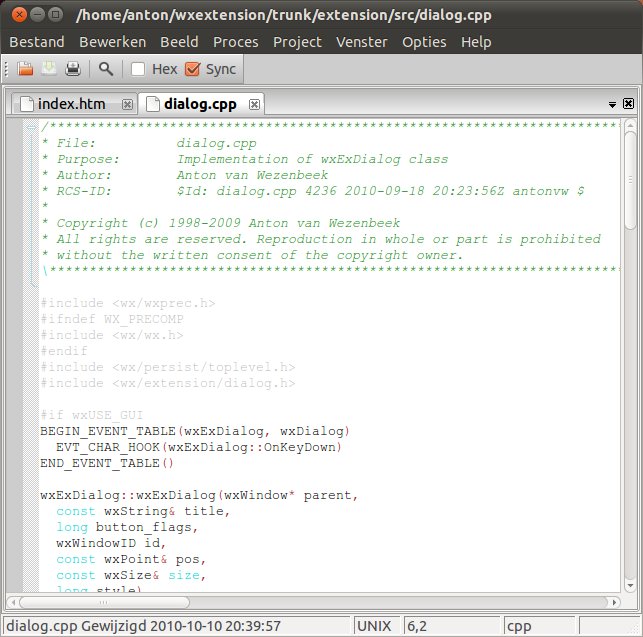 /home/anton/wxextension/trunk/extension/src/dialog.cpp
Bestand Bewerken Beeld Proces Project Venster Opties Help
Hex Sync
index.htm dialog.cpp
/***********************************************************************
* File:        dialog.cpp
* Purpose:     Implementation of wxExDialog class
* Author:      Anton van Wezenbeek
* RCS-ID:      $Id: dialog.cpp 4236 2010-09-18 20:23:56Z antonvw $
*
* Copyright (c) 1998-2009 Anton van Wezenbeek
* All rights are reserved. Reproduction in whole or part is prohibited
* without the written consent of the copyright owner.
\***********************************************************************
#include <wx/wxprec.h>
#ifndef WX_PRECOMP
#include <wx/wx.h>
#endif
#include <wx/persist/toplevel.h>
#include <wx/extension/dialog.h>
#if wxUSE_GUI
BEGIN_EVENT_TABLE(wxExDialog, wxDialog)
  EVT_CHAR_HOOK(wxExDialog::OnKeyDown)
END_EVENT_TABLE()
wxExDialog::wxExDialog(wxWindow* parent,
  const wxString& title,
  long button_flags,
  wxWindowID id,
  const wxPoint& pos,
  const wxSize& size,
  long style)
dialog.cpp Gewijzigd 2010-10-10 20:39:57 UNIX 6,2 cpp